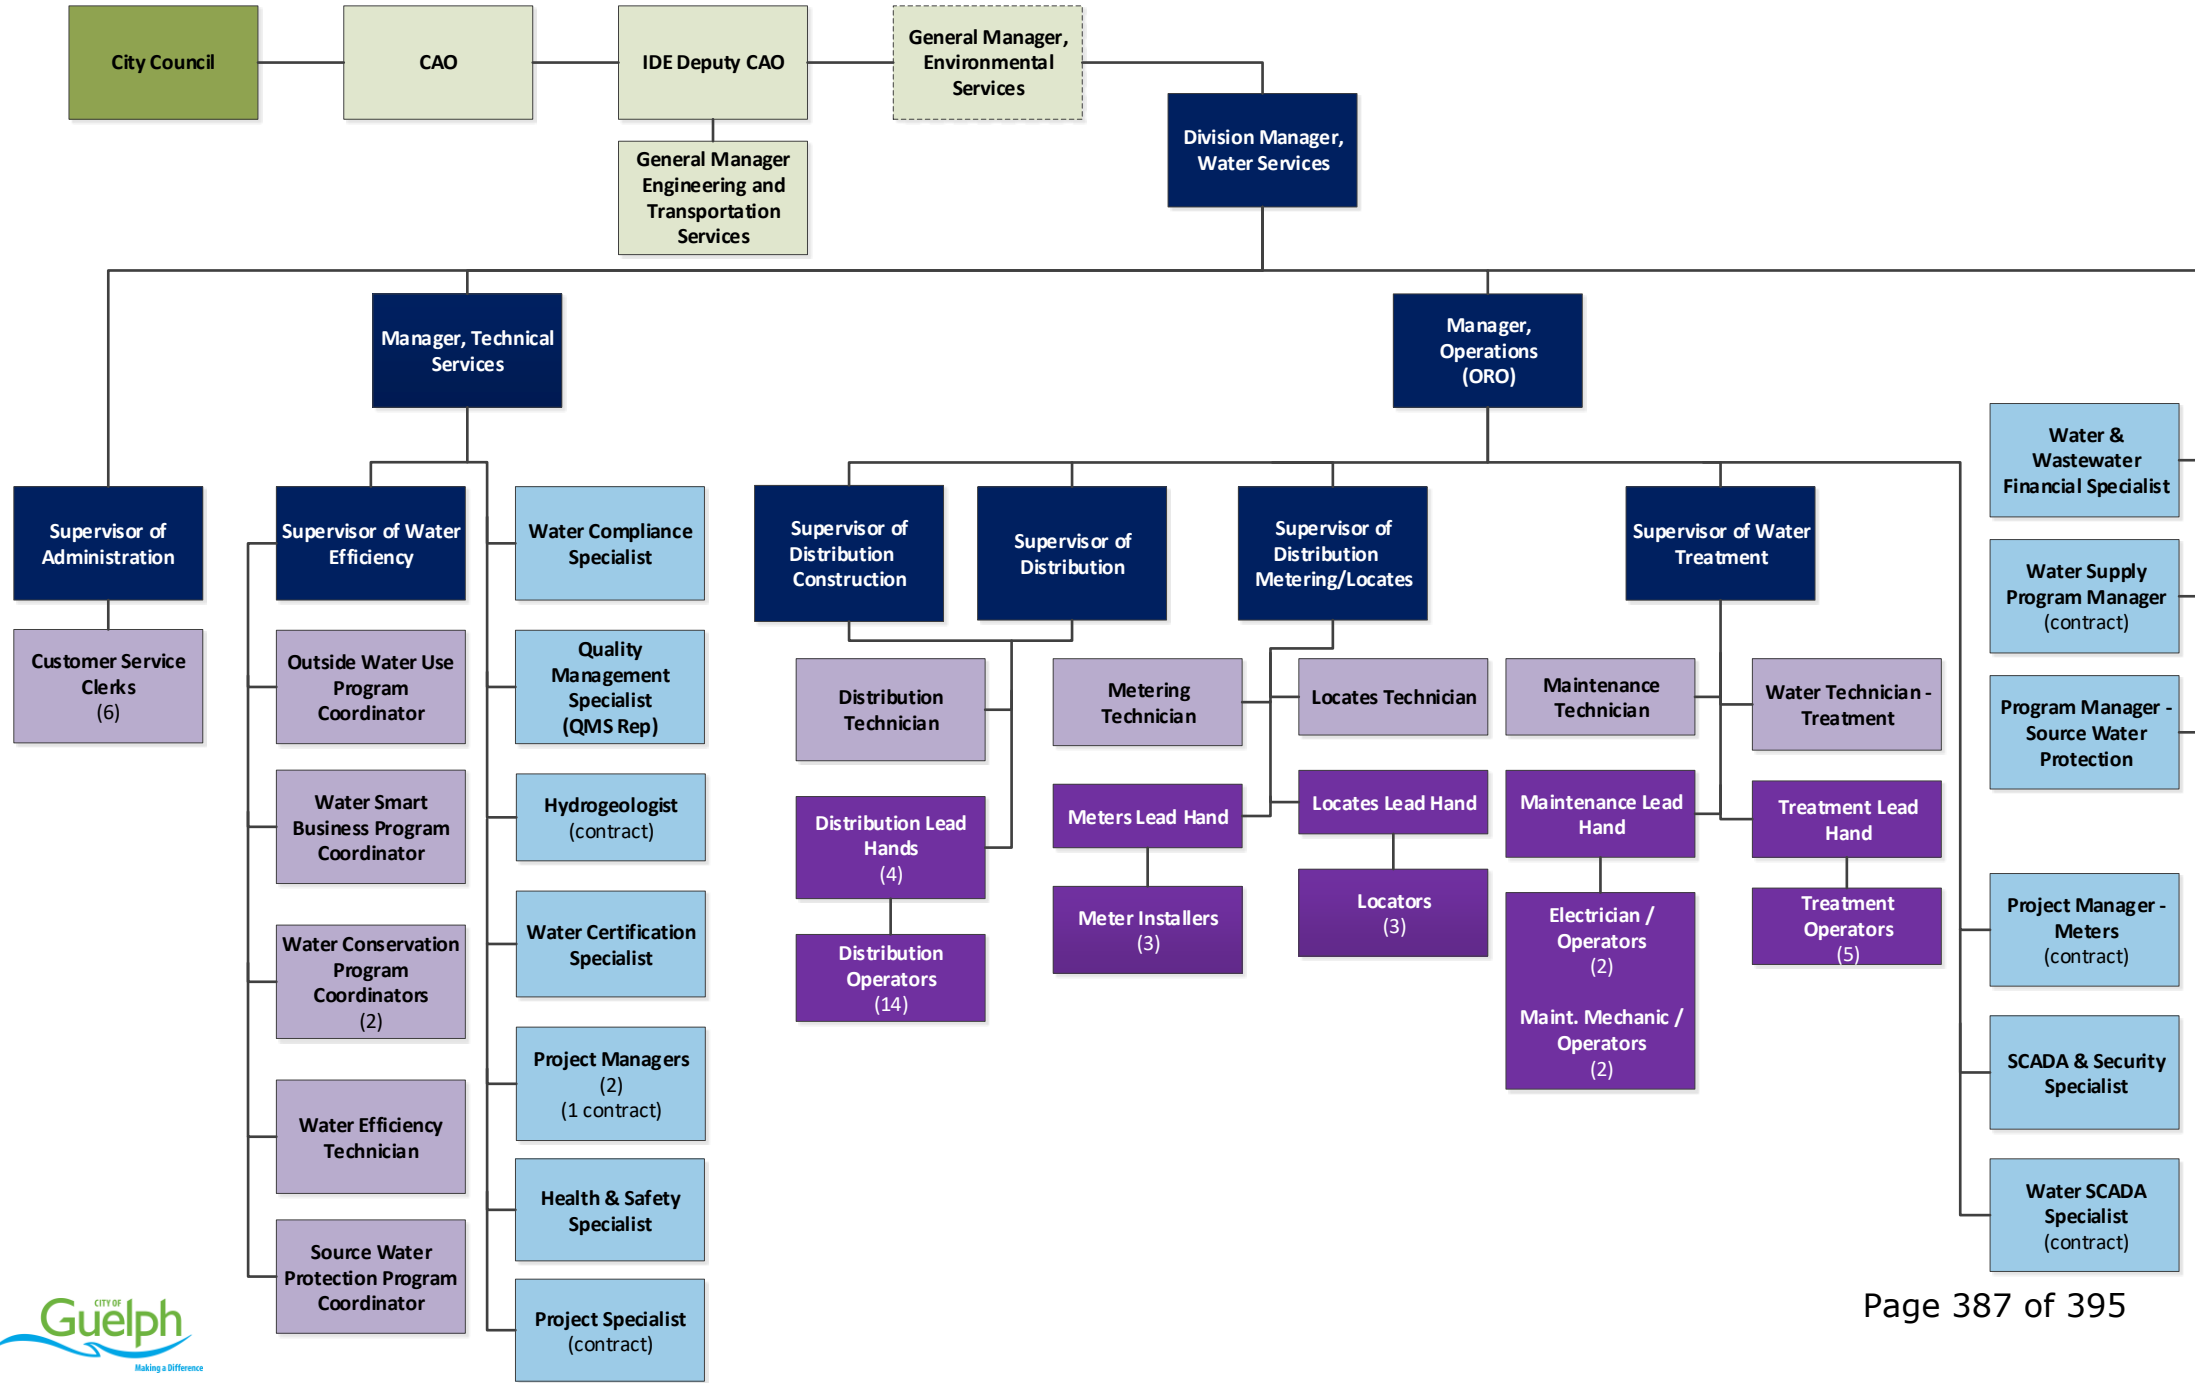 City Council
CAO
IDE Deputy CAO
General Manager,
Environmental
Services
General Manager
Engineering and
Transportation
Services
Division Manager,
Water Services
Manager, Technical
Services
Manager,
Operations
(ORO)
Supervisor of
Administration
Customer Service
Clerks
(6)
Supervisor of Water
Efficiency
Outside Water Use
Program
Coordinator
Water Smart
Business Program
Coordinator
Water Conservation
Program
Coordinators
(2)
Water Efficiency
Technician
Source Water
Protection Program
Coordinator
Water Compliance
Specialist
Quality
Management
Specialist
(QMS Rep)
Hydrogeologist
(contract)
Water Certification
Specialist
Project Managers
(2)
(1 contract)
Health & Safety
Specialist
Project Specialist
(contract)
Supervisor of
Distribution
Construction
Supervisor of
Distribution
Distribution
Technician
Distribution Lead
Hands
(4)
Distribution
Operators
(14)
Supervisor of
Distribution
Metering/Locates
Metering
Technician
Meters Lead Hand
Meter Installers
(3)
Locates Technician
Locates Lead Hand
Locators
(3)
Supervisor of Water
Treatment
Maintenance
Technician
Maintenance Lead
Hand
Electrician /
Operators
(2)
Maint. Mechanic /
Operators
(2)
Water Technician -
Treatment
Treatment Lead
Hand
Treatment
Operators
(5)
Water &
Wastewater
Financial Specialist
Water Supply
Program Manager
(contract)
Program Manager -
Source Water
Protection
Project Manager -
Meters
(contract)
SCADA & Security
Specialist
Water SCADA
Specialist
(contract)
CITY OF
Guelph
Making a Difference
Page 387 of 395